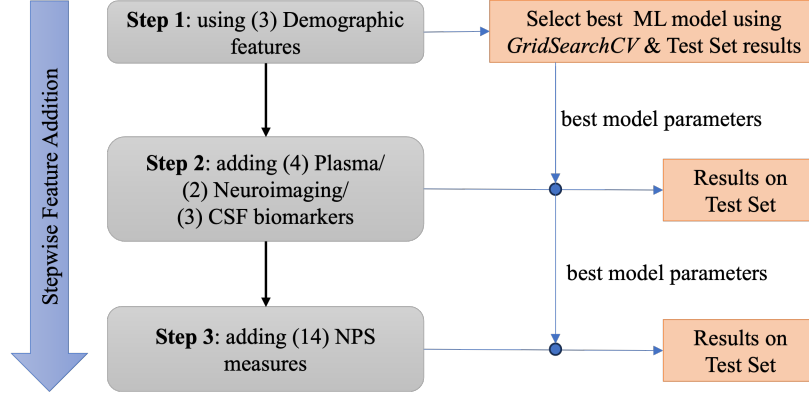 Stepwise Feature Addition
Step 1: using (3) Demographic
features
Select best ML model using
GridSearchCV & Test Set results
best model parameters
Step 2: adding (4) Plasma/
(2) Neuroimaging/
(3) CSF biomarkers
Results on
Test Set
best model parameters
Step 3: adding (14) NPS
measures
Results on
Test Set